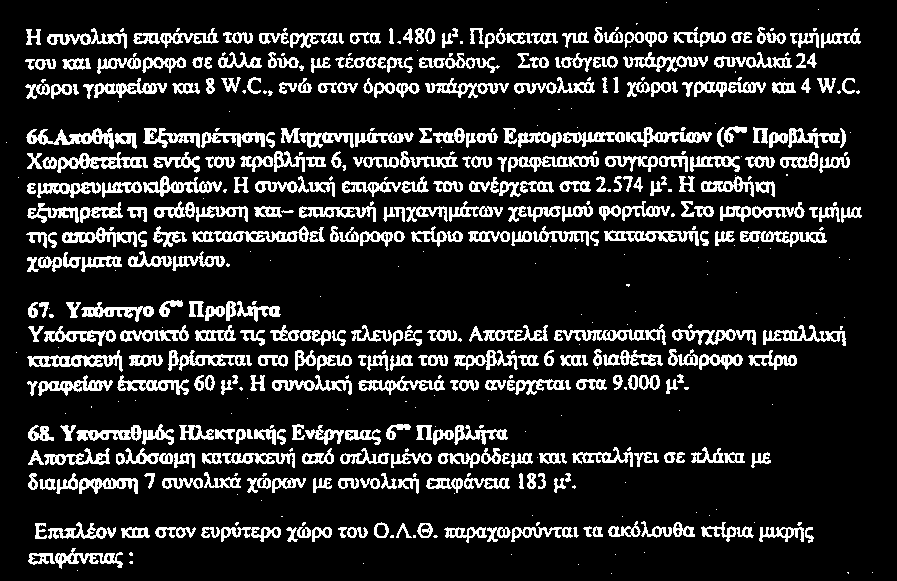 Η συνολική επιφάνειά του ανέρχεται στα 1.480 μ². Πρόκειται για διώροφο κτίριο σε δύο τμήματά
του και μονώροφο σε άλλα δύο, με τέσσερις εισόδους. Στο ισόγειο υπάρχουν συνολικά 24
χώροι γραφείων και 8 W.C., ενώ στον όροφο υπάρχουν συνολικά 11 χώροι γραφείων και 4 W.C.
66.Αποθήκη Εξυπηρέτησης Μηχανημάτων Σταθμού Εμπορευματοκιβωτίων (6ου Προβλήτα)
Χωροθετείται εντός του προβλήτα 6, νοτιοδυτικά του γραφειακού συγκροτήματος του σταθμού
εμπορευματοκιβωτίων. Η συνολική επιφάνειά του ανέρχεται στα 2.574 μ². Η αποθήκη
εξυπηρετεί τη στάθμευση και– επισκευή μηχανημάτων χειρισμού φορτίων. Στο μπροστινό τμήμα
της αποθήκης έχει κατασκευασθεί διώροφο κτίριο πανομοιότυπης κατασκευής με εσωτερικά
χωρίσματα αλουμινίου.
67. Υπόστεγο 6ου Προβλήτα
Υπόστεγο ανοικτό κατά τις τέσσερις πλευρές του. Αποτελεί εντυπωσιακή σύγχρονη μεταλλική
κατασκευή που βρίσκεται στο βόρειο τμήμα του προβλήτα 6 και διαθέτει διώροφο κτίριο
γραφείων έκτασης 60 μ². Η συνολική επιφάνειά του ανέρχεται στα 9.000 μ².
68. Υποσταθμός Ηλεκτρικής Ενέργειας 6ου Προβλήτα
Αποτελεί ολόσωμη κατασκευή από οπλισμένο σκυρόδεμα και καταλήγει σε πλάκα με
διαμόρφωση 7 συνολικά χώρων με συνολική επιφάνεια 183 μ².
Επιπλέον και στον ευρύτερο χώρο του Ο.Λ.Θ. παραχωρούνται τα ακόλουθα κτίρια μικρής
επιφάνειας :